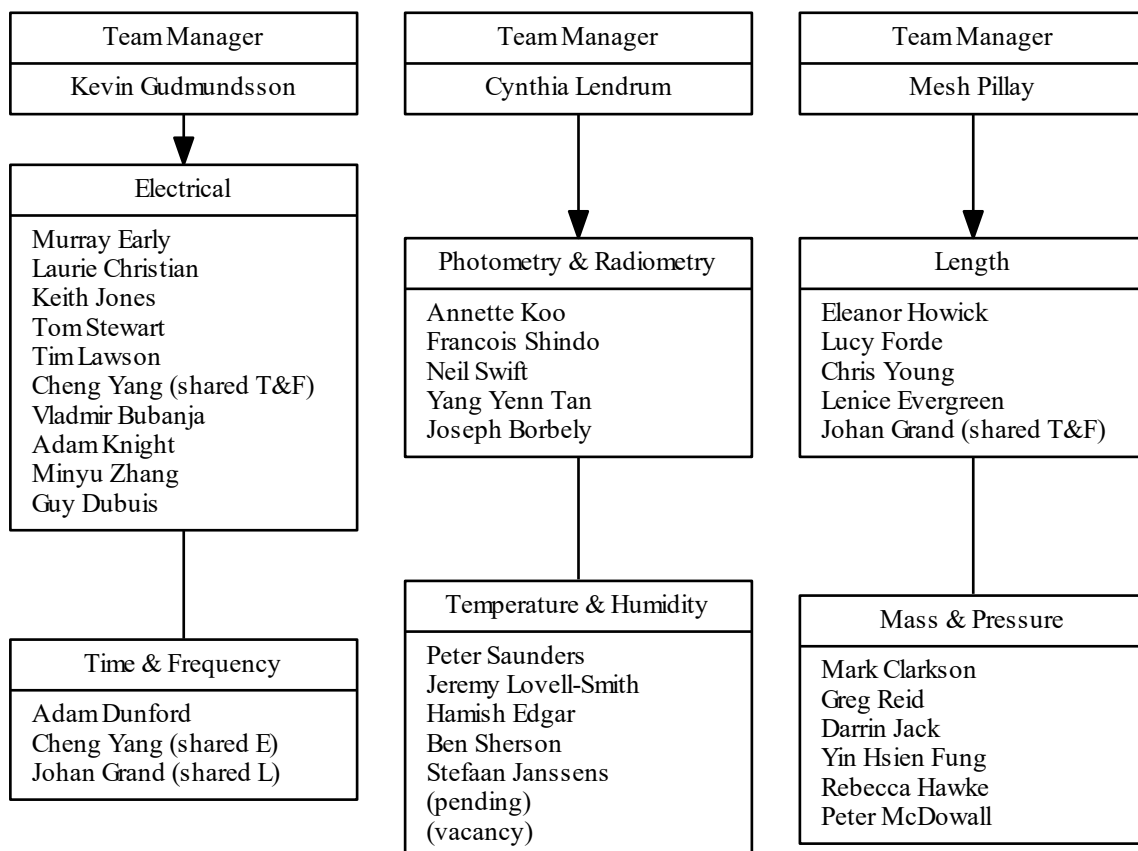 Team Manager
Kevin Gudmundsson
Electrical
Murray Early
Laurie Christian
Keith Jones
Tom Stewart
Tim Lawson
Cheng Yang (shared T&F)
Vladmir Bubanja
Adam Knight
Minyu Zhang
Guy Dubuis
Time & Frequency
Adam Dunford
Cheng Yang (shared E)
Johan Grand (shared L)
Team Manager
Cynthia Lendrum
Photometry & Radiometry
Annette Koo
Francois Shindo
Neil Swift
Yang Yenn Tan
Joseph Borbely
Temperature & Humidity
Peter Saunders
Jeremy Lovell-Smith
Hamish Edgar
Ben Sherson
Stefaan Janssens
(pending)
(vacancy)
Team Manager
Mesh Pillay
Length
Eleanor Howick
Lucy Forde
Chris Young
Lenice Evergreen
Johan Grand (shared T&F)
Mass & Pressure
Mark Clarkson
Greg Reid
Darrin Jack
Yin Hsien Fung
Rebecca Hawke
Peter McDowall